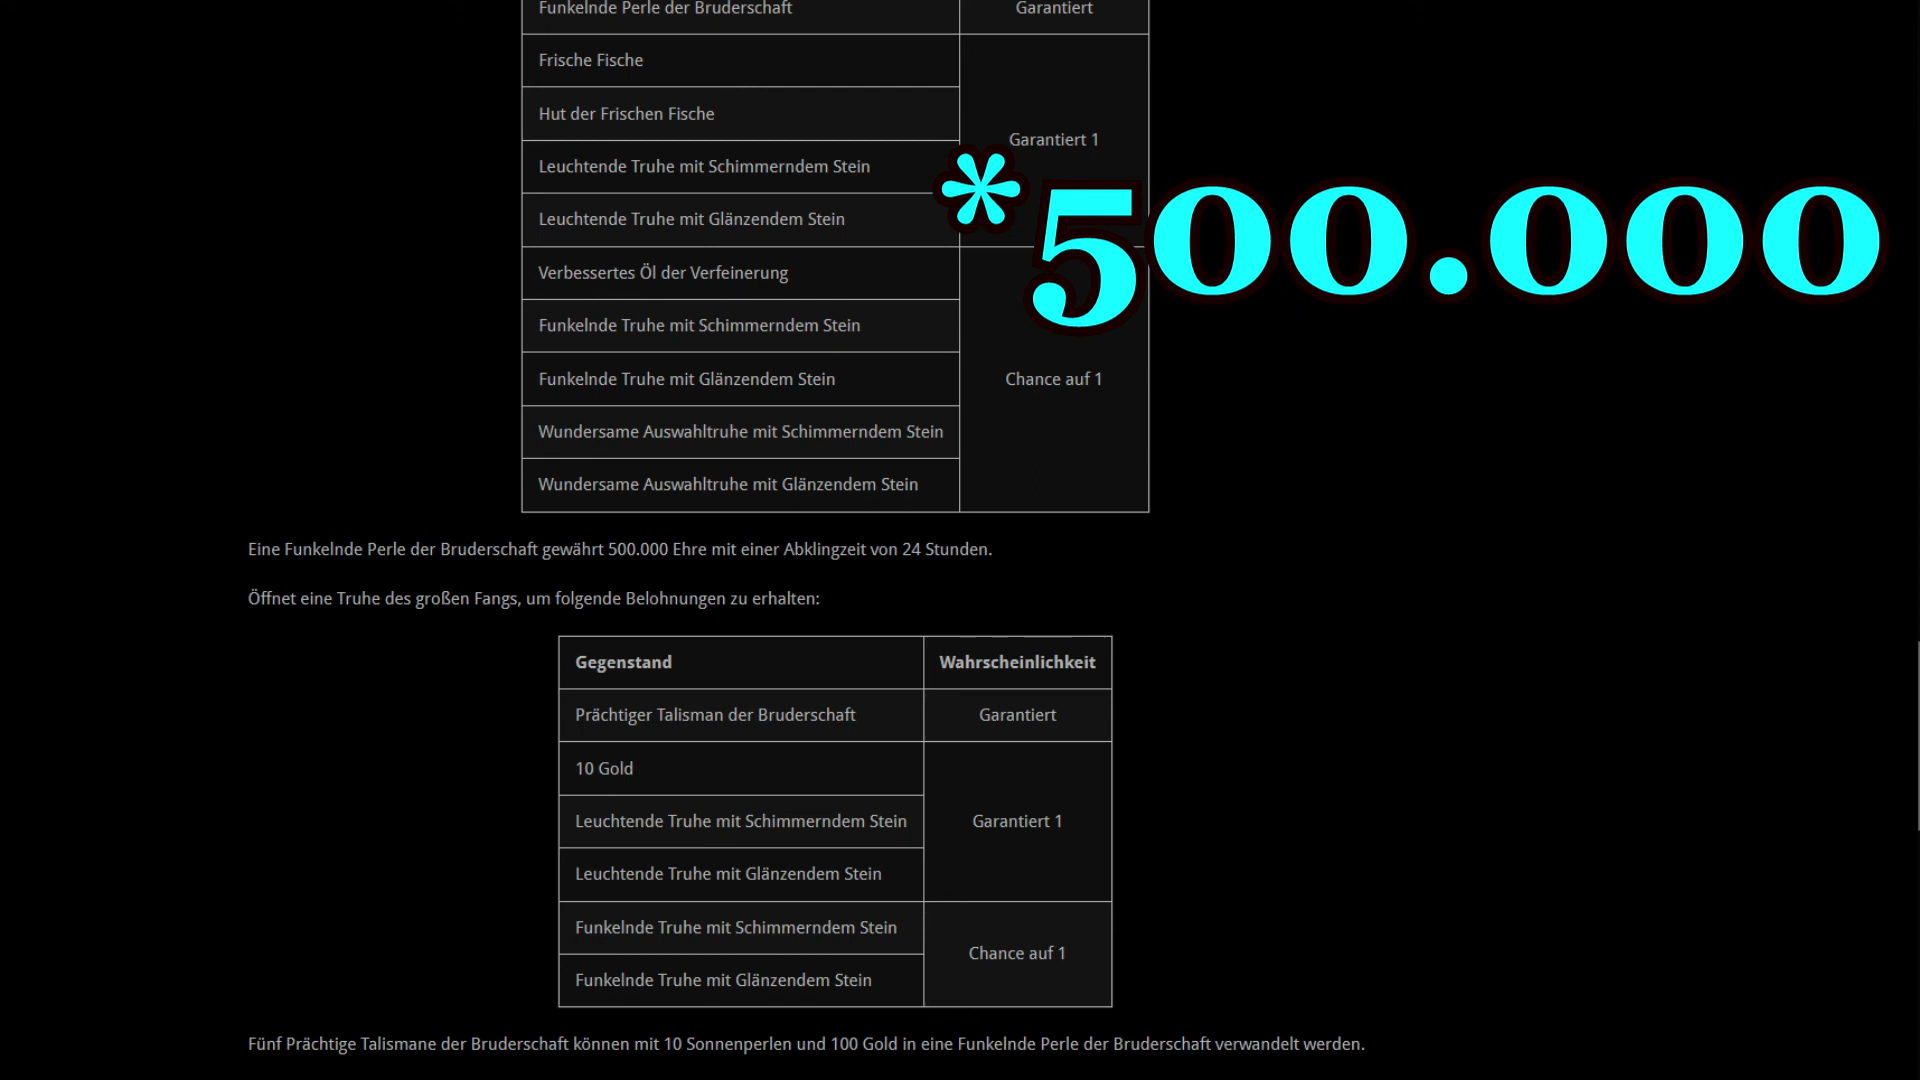 Funkelnde Perle der Bruderschaft
Garantiert
Frische Fische
Hut der Frischen Fische
Garantiert 1
Leuchtende Truhe mit Schimmerndem Stein
Leuchtende Truhe mit Glänzendem Stein
*500.000
Verbessertes Öl der Verfeinerung
Funkelnde Truhe mit Schimmerndem Stein
Funkelnde Truhe mit Glänzendem Stein
Chance auf 1
Wundersame Auswahltruhe mit Schimmerndem Stein
Wundersame Auswahltruhe mit Glänzendem Stein
Eine Funkelnde Perle der Bruderschaft gewährt 500.000 Ehre mit einer Abklingzeit von 24 Stunden.
Öffnet eine Truhe des großen Fangs, um folgende Belohnungen zu erhalten:
Gegenstand
Wahrscheinlichkeit
Prächtiger Talisman der Bruderschaft
Garantiert
10 Gold
Leuchtende Truhe mit Schimmerndem Stein
Garantiert 1
Leuchtende Truhe mit Glänzendem Stein
Funkelnde Truhe mit Schimmerndem Stein
Chance auf 1
Funkelnde Truhe mit Glänzendem Stein
Fünf Prächtige Talismane der Bruderschaft können mit 10 Sonnenperlen und 100 Gold in eine Funkelnde Perle der Bruderschaft verwandelt werden.